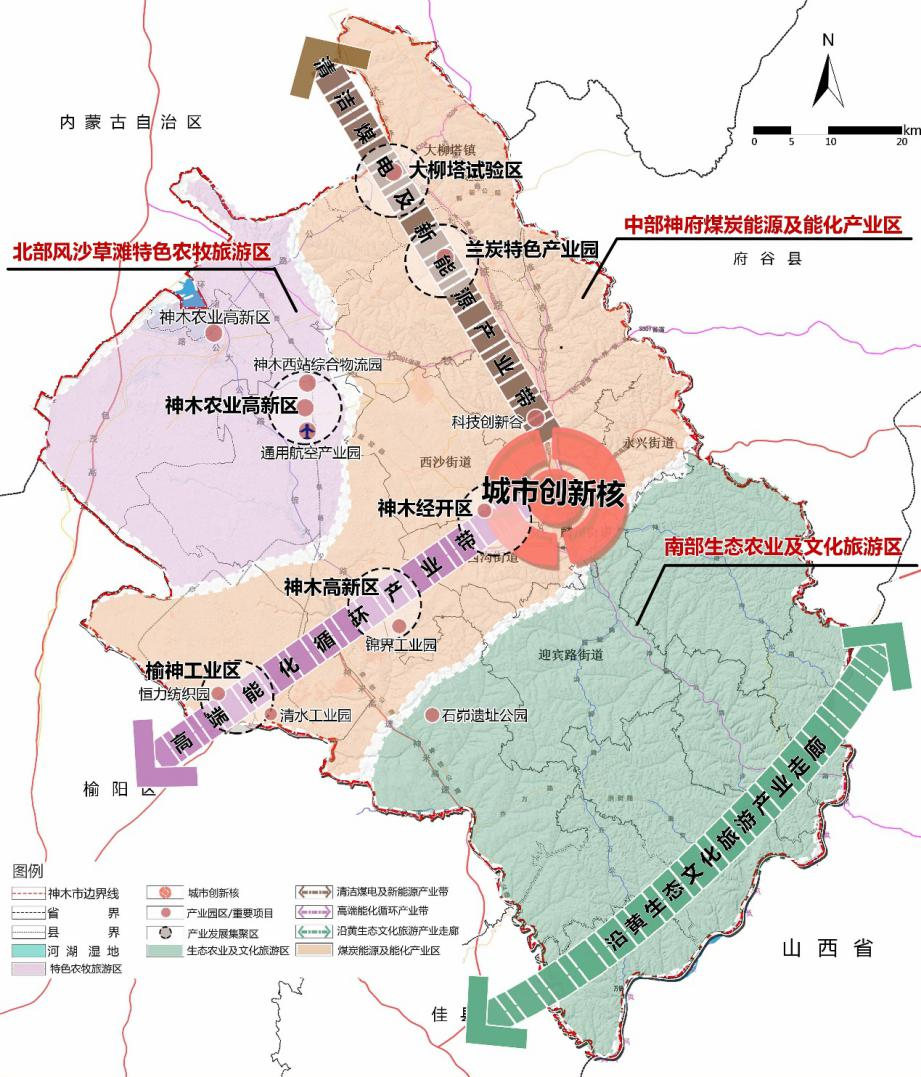 N
km
0 5 10 20
内蒙古自治区
大柳塔镇
大柳塔试验区
清洁煤电及新能源产业带
兰炭特色产业园
中部神府煤炭能源及能化产业区
府谷县
北部风沙草滩特色农牧旅游区
神木农业高新区
神木西站综合物流园
神木农业高新区
通用航空产业园
科技创新谷
永兴街道
西沙街道
城市创新核
神木经开区
西沟街道
南部生态农业及文化旅游区
神木高新区
高端能化循环产业带
锦界工业园
迎宾路街道
榆神工业区
恒力纺织园
清水工业园
石峁遗址公园
榆阳区
沿黄生态文化旅游产业走廊
山西省
佳县
图例
神木市边界线
省界
县界
河湖湿地
特色农牧旅游区
城市创新核
产业园区/重要项目
产业发展集聚区
生态农业及文化旅游区
清洁煤电及新能源产业带
高端能化循环产业带
沿黄生态文化旅游产业走廊
煤炭能源及能化产业区